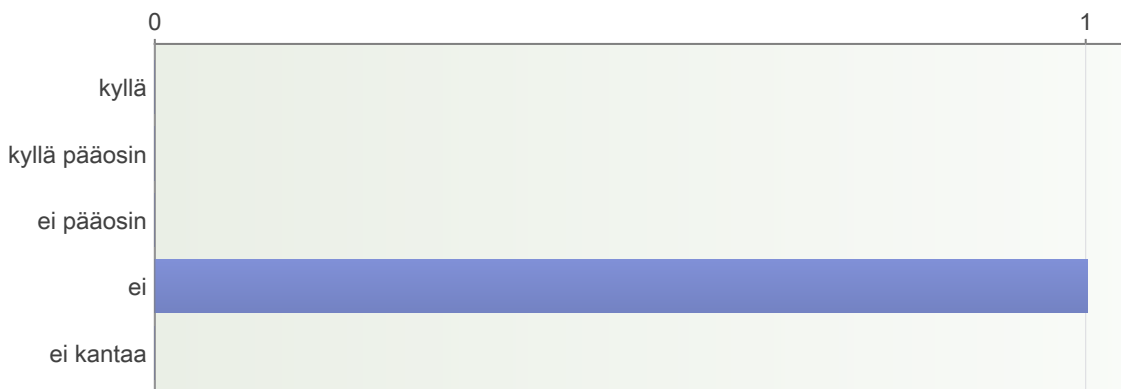 0 1
kyllä
kyllä pääosin
ei pääosin
ei
ei kantaa